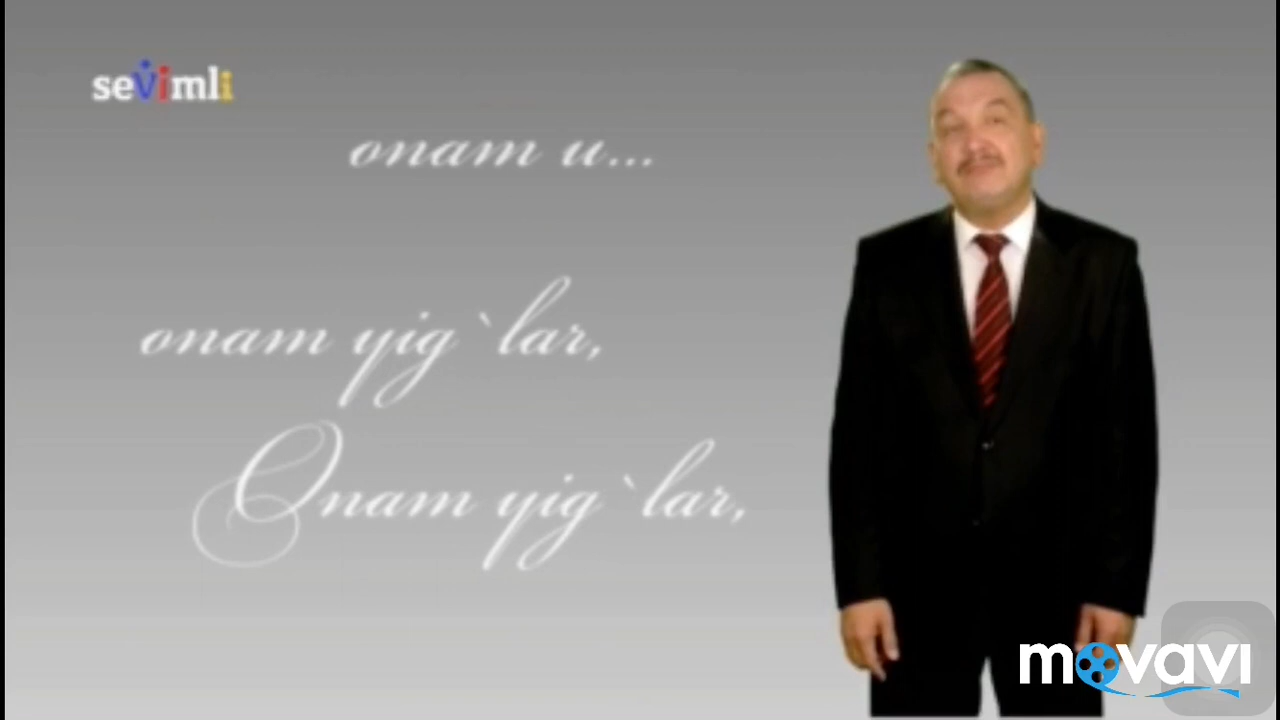 sevimli
onam u...
onam yig`lar,
Onam yig`lar,
movavi